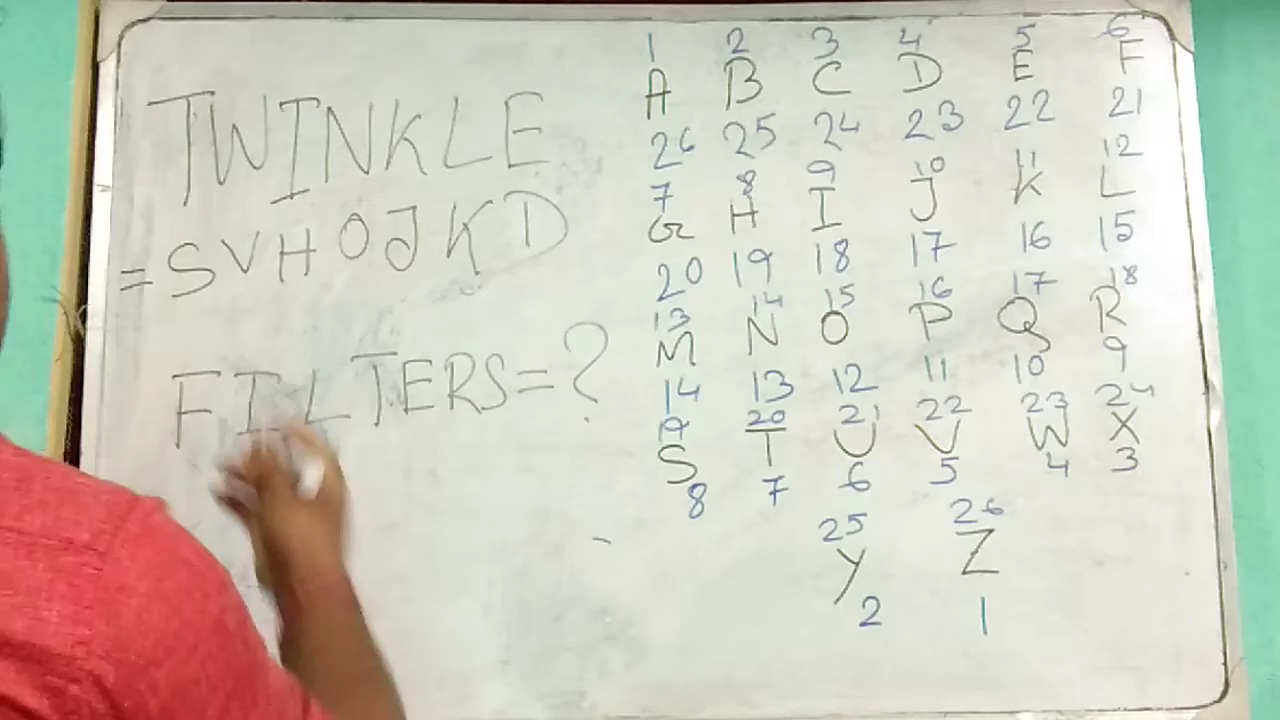 TWINKLE
=SVHOJKD
FILTERS=?
1 2 3 4 5 6
A B C D E F
26 25 24 23 22 21
7 8 9 10 11 12
G H I J K L
20 19 18 17 16 15
13 14 15 16 17 18
M N O P Q R
14 13 12 11 10 9
19 20 21 22 23 24
S T U V W X
8 7 6 5 4 3
25 26
Y Z
2 1